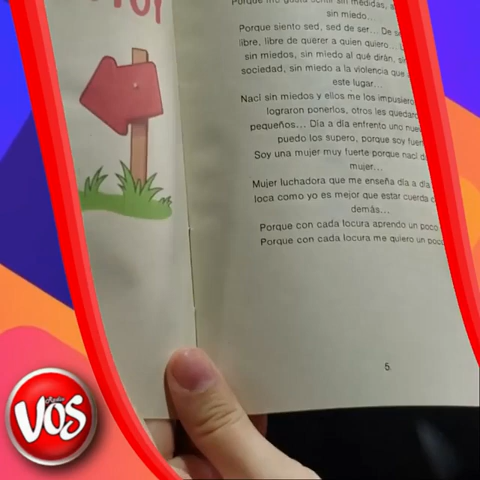 Porque me gusta sentir sin medidas,
sin miedo...
Porque siento sed, sed de ser... De
libre, libre de querer a quien quiero...
sin miedos, sin miedo al qué dirán,
sociedad, sin miedo a la violencia que
este lugar...
Nací sin miedos y ellos me los
lograron ponerlos, otros les
pequeños... Día a día enfrento
puedo los supero, porque soy
Soy una mujer muy fuerte porque nací
mujer...
Mujer luchadora que me enseña día a día
loca como yo es mejor que estar cuerda
demás...
Porque con cada locura aprendo un poco
Porque con cada locura me quiero un poco
5.
Radio
VOS